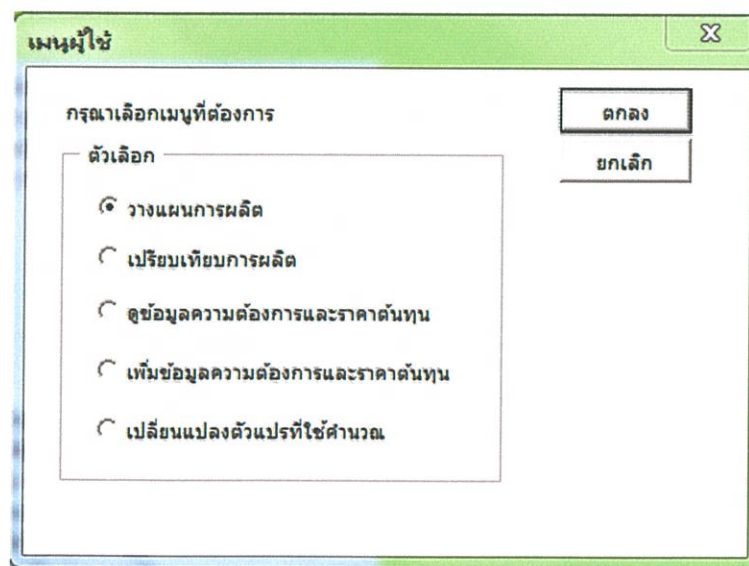 เมนูผู้ใช้
กรุณาเลือกเมนูที่ต้องการ
ตกลง
ยกเลิก
ตัวเลือก
วางแผนการผลิต
เปรียบเทียบการผลิต
ดูข้อมูลความต้องการและราคาต้นทุน
เพิ่มข้อมูลความต้องการและราคาต้นทุน
เปลี่ยนแปลงตัวแปรที่ใช้คำนวณ